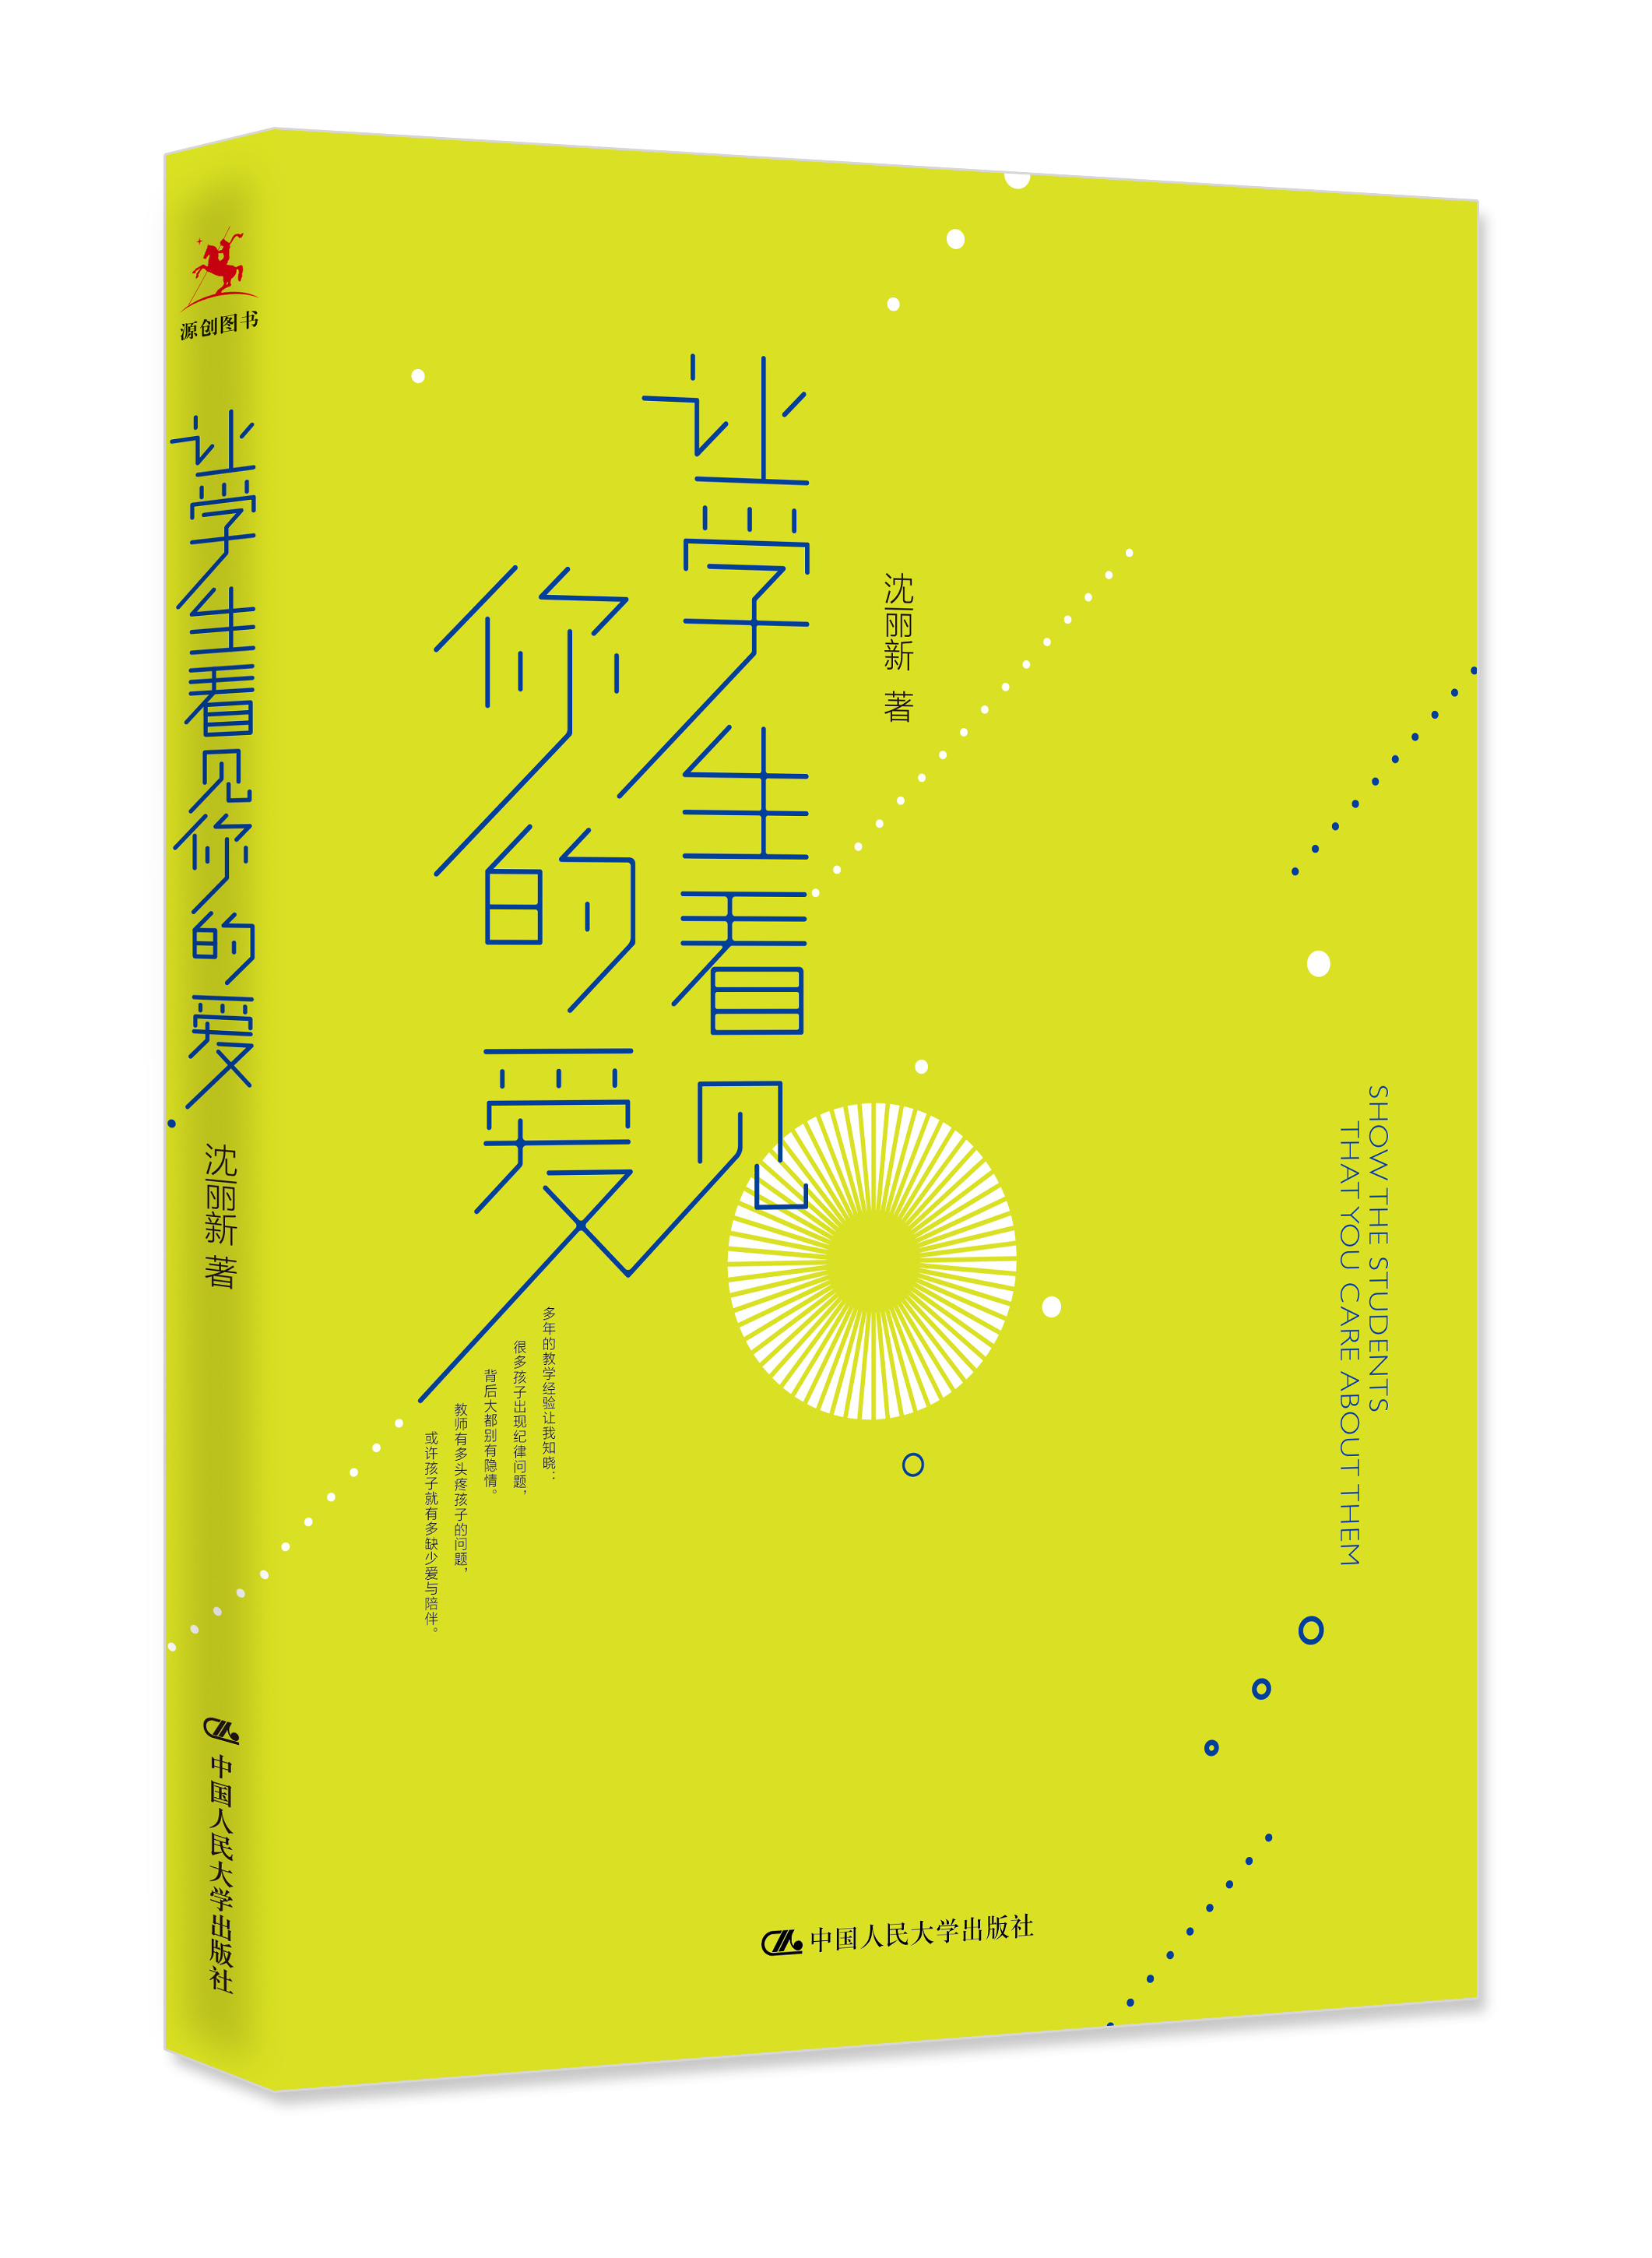 源创图书
让学生看见你的爱
沈丽新 著
中国人民大学出版社
让学生看见
你的爱
沈丽新 著
多年的教学经验让我知晓：
很多孩子出现纪律问题，
背后大都别有隐情。
教师有多头疼孩子的问题，
或许孩子就有多缺少爱与陪伴。
SHOW THE STUDENTS
THAT YOU CARE ABOUT THEM
中国人民大学出版社